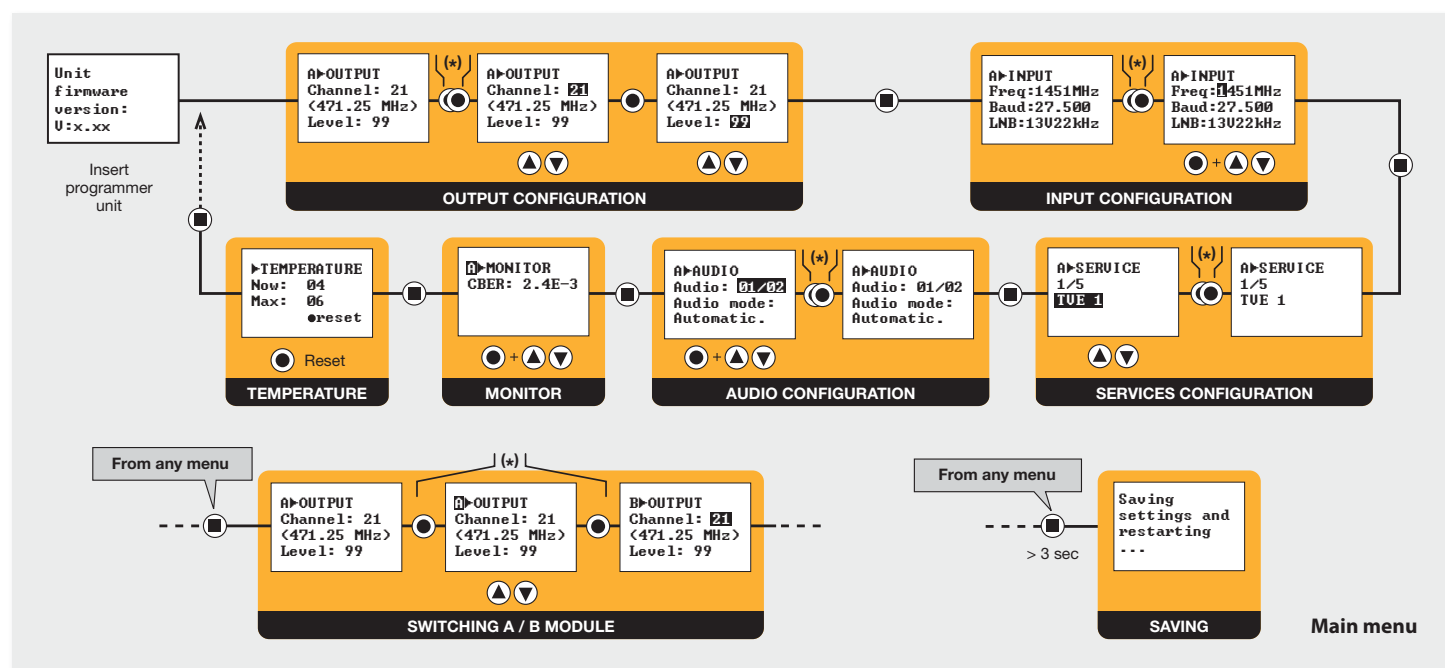 Unit
firmware
version:
V:x.xx
Insert
programmer
unit
(*)
A►OUTPUT
Channel: 21
(471.25 MHz)
Level: 99
A►OUTPUT
Channel: 21
(471.25 MHz)
Level: 99
A►OUTPUT
Channel: 21
(471.25 MHz)
Level: 99
OUTPUT CONFIGURATION
(*)
A►INPUT
Freq:1451MHz
Baud:27.500
LNB:13V22kHz
A►INPUT
Freq:1451MHz
Baud:27.500
LNB:13V22kHz
+
INPUT CONFIGURATION
►TEMPERATURE
Now: 04
Max: 06
●reset
Reset
TEMPERATURE
A►MONITOR
CBER: 2.4E-3
+
MONITOR
(*)
A►AUDIO
Audio: 01/02
Audio mode:
Automatic.
A►AUDIO
Audio: 01/02
Audio mode:
Automatic.
+
AUDIO CONFIGURATION
(*)
A►SERVICE
1/5
TVE 1
A►SERVICE
1/5
TVE 1
SERVICES CONFIGURATION
From any menu
(*)
A►OUTPUT
Channel: 21
(471.25 MHz)
Level: 99
A►OUTPUT
Channel: 21
(471.25 MHz)
Level: 99
B►OUTPUT
Channel: 21
(471.25 MHz)
Level: 99
SWITCHING A / B MODULE
From any menu
> 3 sec
Saving
settings and
restarting
...
SAVING
Main menu